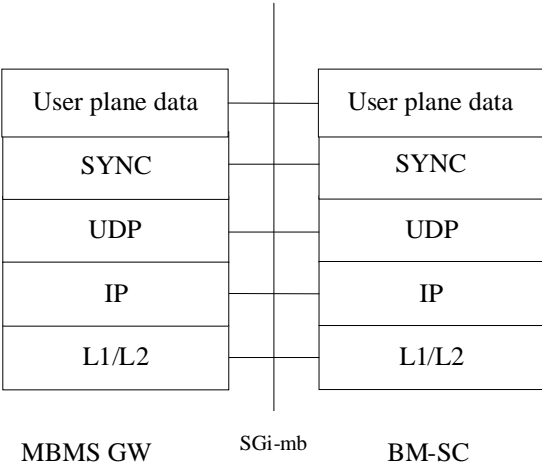 User plane data
User plane data
SYNC
SYNC
UDP
UDP
IP
IP
L1/L2
L1/L2
MBMS GW
SGi-mb
BM-SC